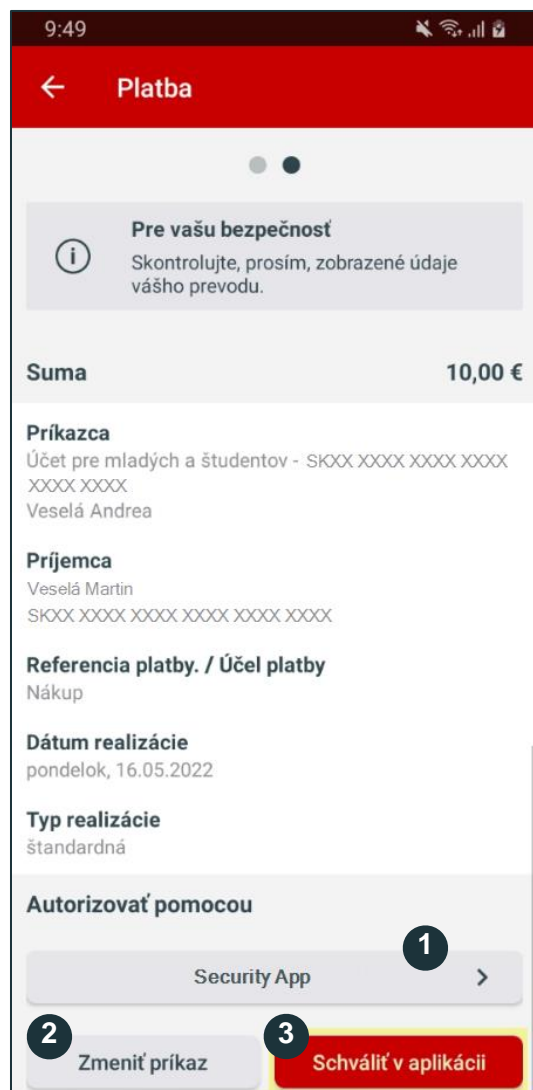 9:49
Platba
Pre vašu bezpečnosť
Skontrolujte, prosím, zobrazené údaje
vášho prevodu.
Suma 10,00 €
Príkazca
Účet pre mladých a študentov - SKXX XXXX XXXX XXXX
XXXX XXXX
Veselá Andrea
Príjemca
Veselá Martin
SKXX XXXX XXXX XXXX XXXX XXXX
Referencia platby. / Účel platby
Nákup
Dátum realizácie
pondelok, 16.05.2022
Typ realizácie
štandardná
Autorizovať pomocou
1
Security App
2 3
Zmeniť príkaz Schváliť v aplikácii